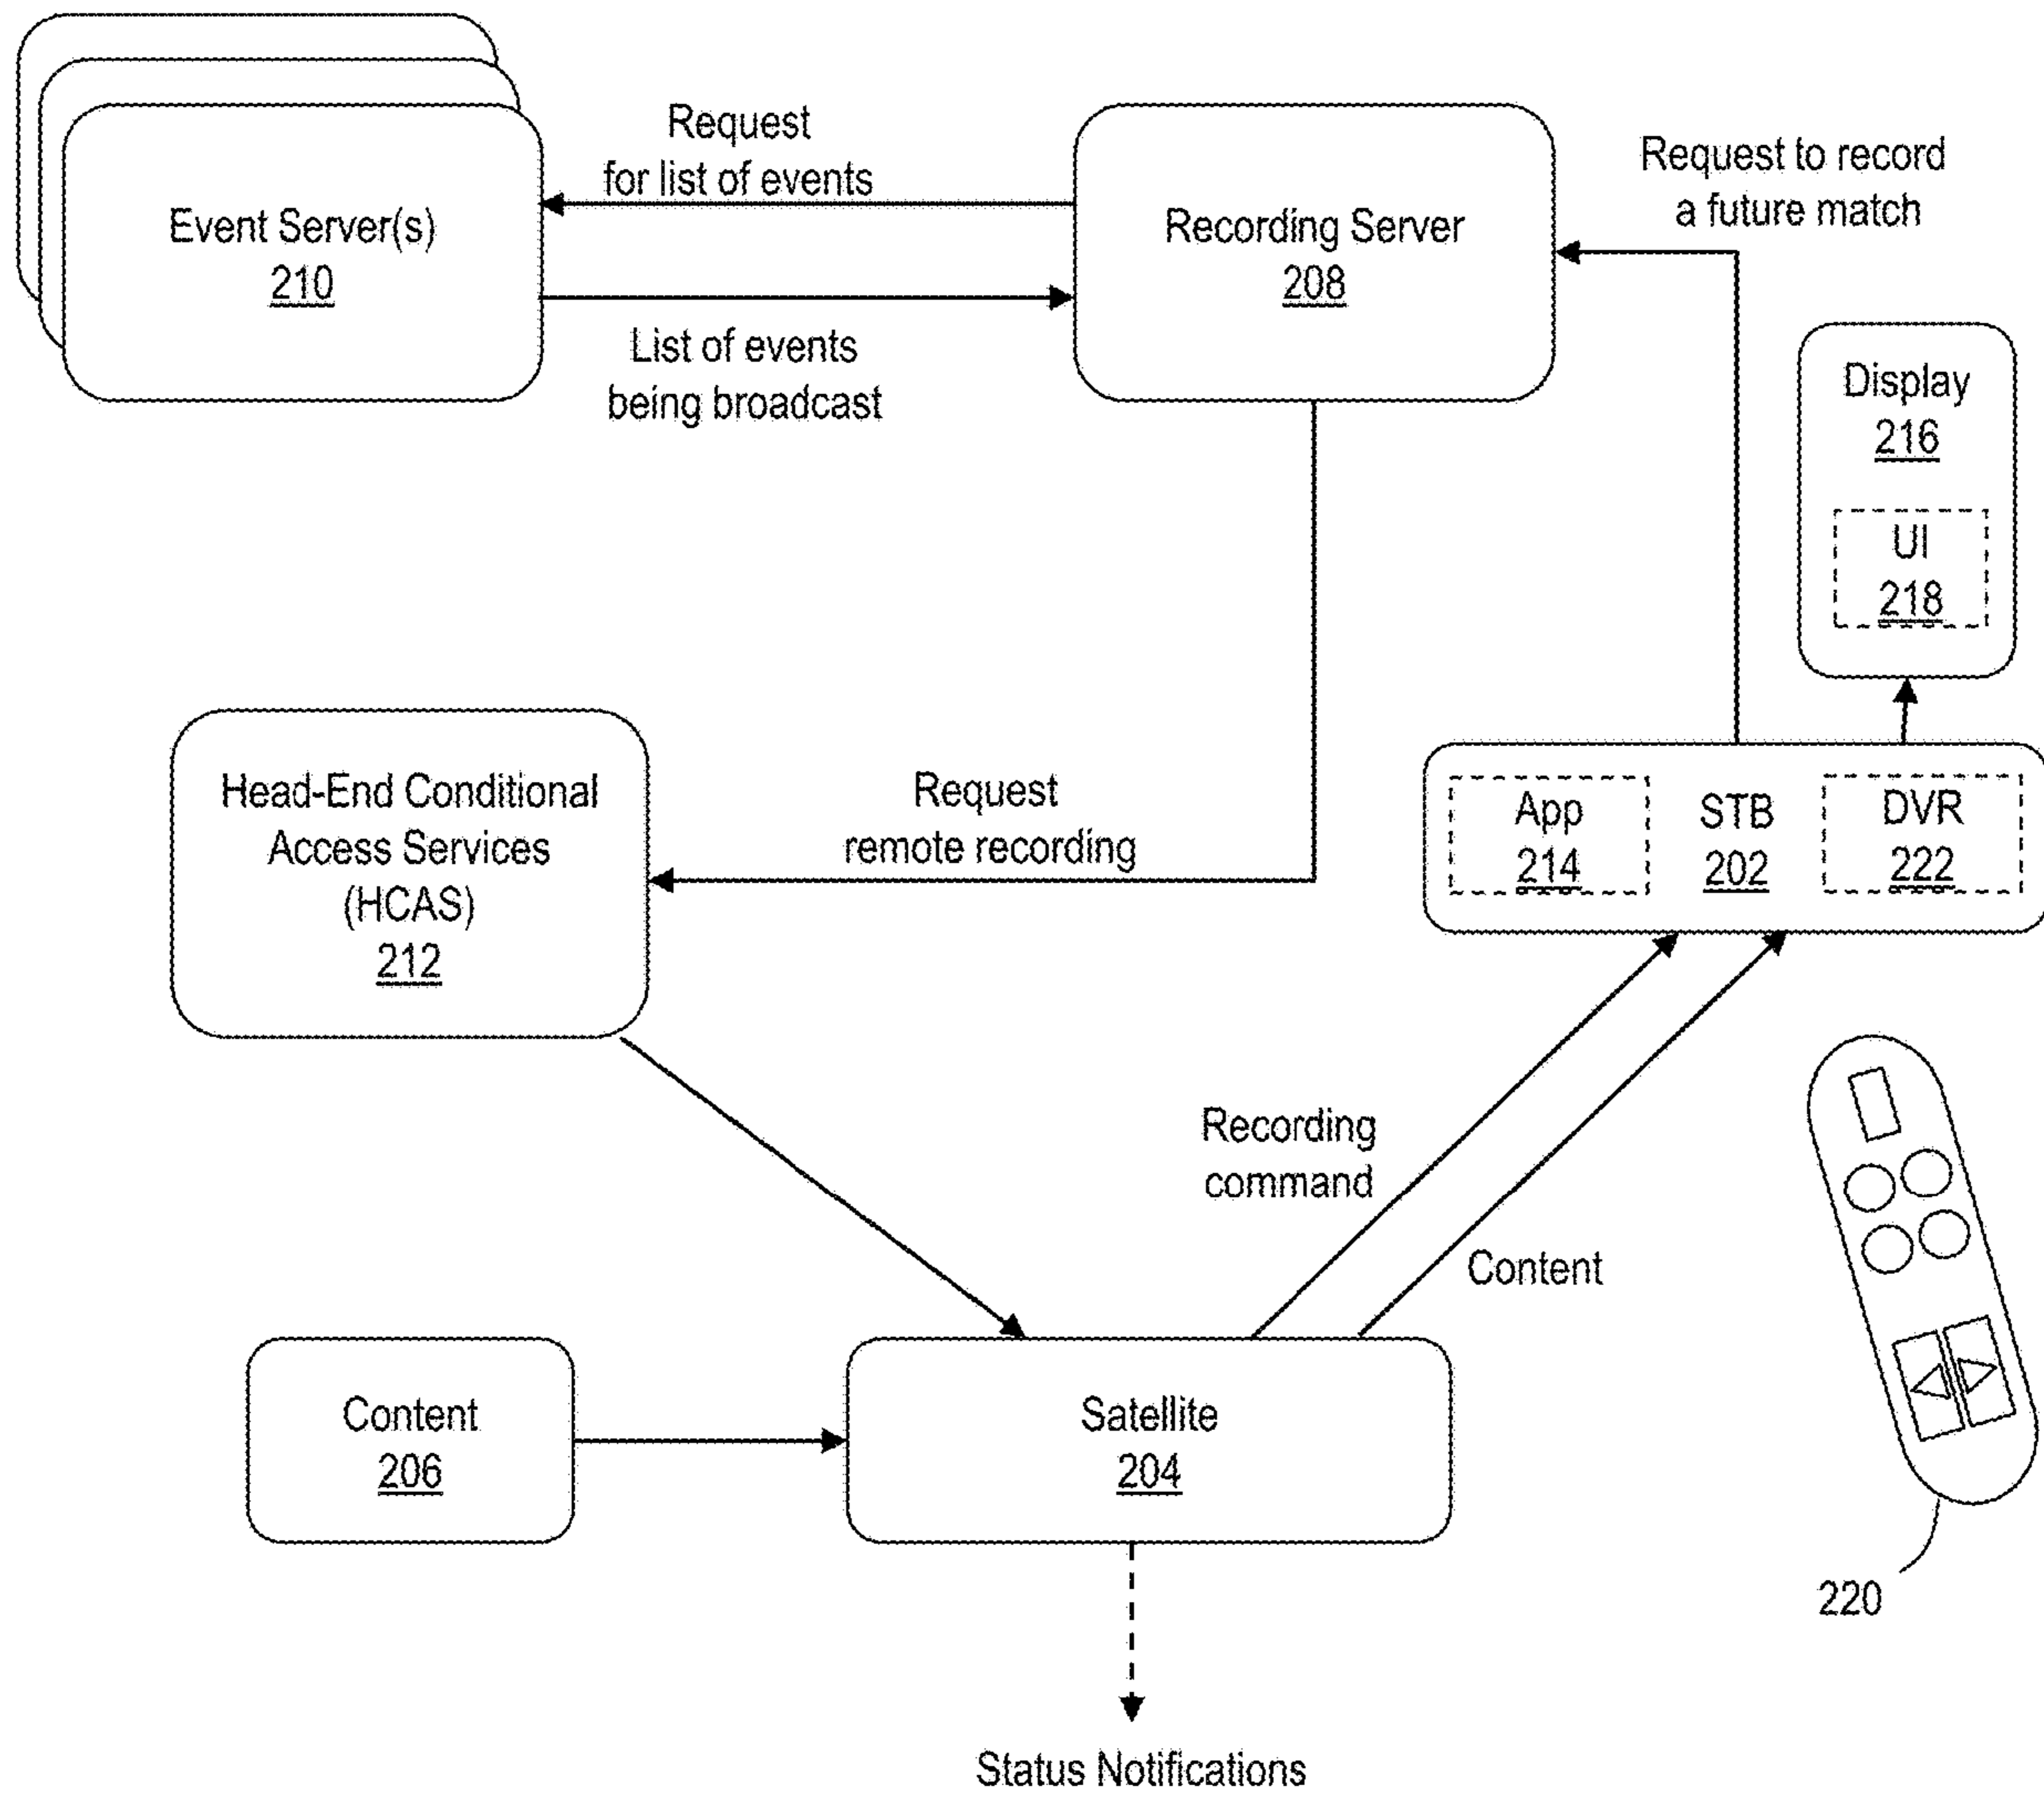 Request
for list of events
Event Server(s)
210
List of events
being broadcast
Recording Server
208
Request to record
a future match
Display
216
UI
218
Head-End Conditional
Access Services
(HCAS)
212
Request
remote recording
App
214
STB
202
DVR
222
Recording
command
Content
Content
206
Satellite
204
220
Status Notifications